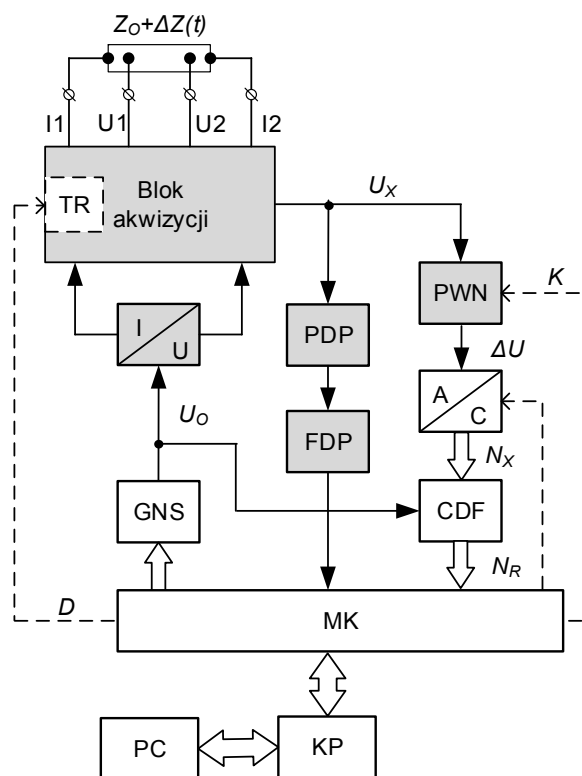 Z_O+ΔZ(t)
I1 U1 U2 I2
Blok
akwizycji
TR
U_X
PWN
K
I
U
PDP
ΔU
A
C
U_O
FDP
N_X
GNS
CDF
N_R
D
MK
PC
KP